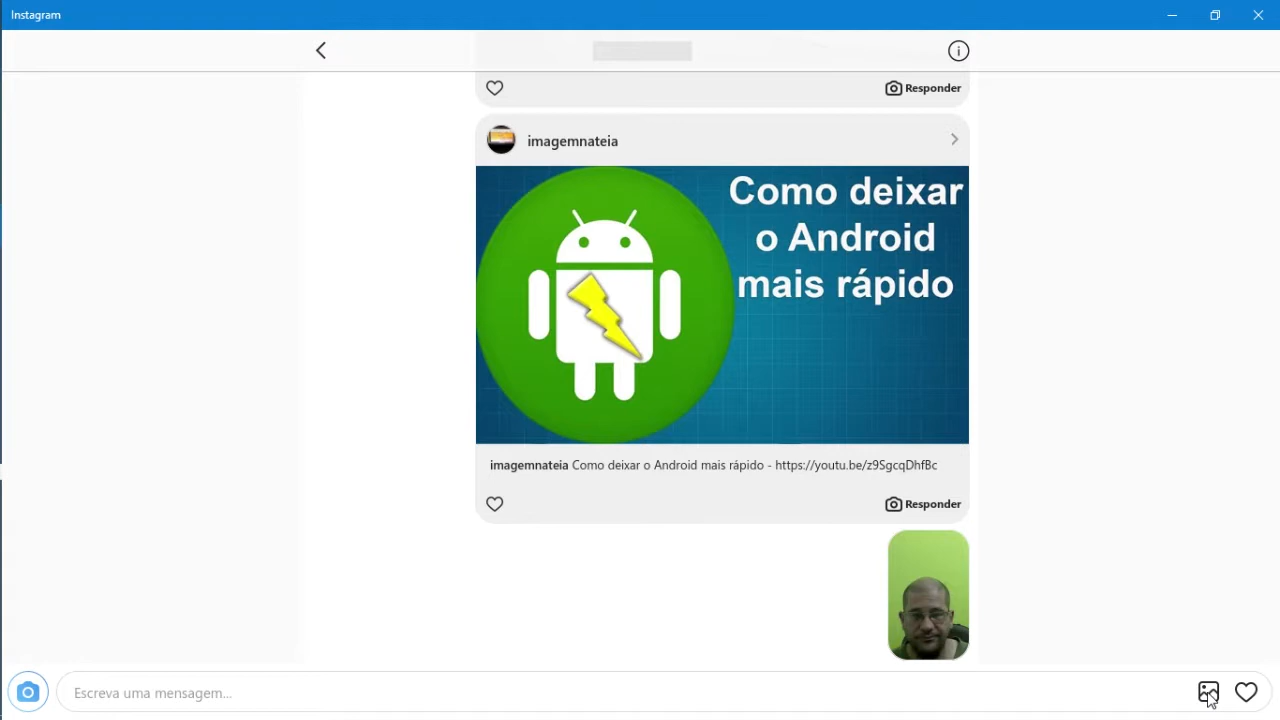 Instagram
Responder
imagemnateia
Como deixar
o Android
mais rápido
imagemnateia Como deixar o Android mais rápido - https://youtu.be/z9SgcqDhfBc
Responder
Escreva uma mensagem...